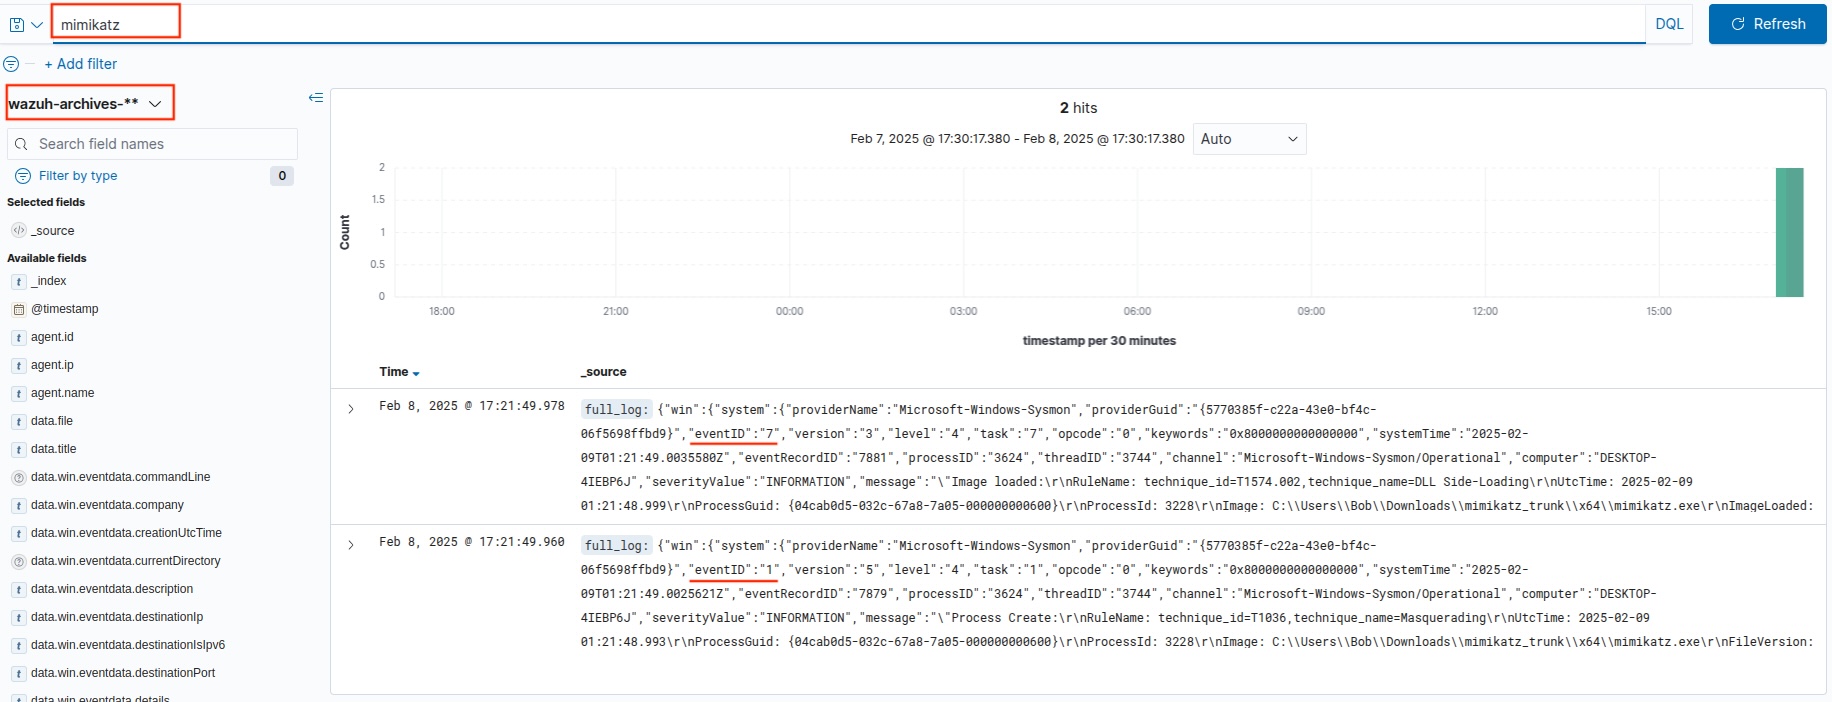 mimikatz
DQL
Refresh
+ Add filter
wazuh-archives-**
Search field names
Filter by type
0
Selected fields
_source
Available fields
_index
@timestamp
agent.id
agent.ip
agent.name
data.file
data.title
data.win.eventdata.commandLine
data.win.eventdata.company
data.win.eventdata.creationUtcTime
data.win.eventdata.currentDirectory
data.win.eventdata.description
data.win.eventdata.destinationIp
data.win.eventdata.destinationIsIpv6
data.win.eventdata.destinationPort
data.win.eventdata.details
2 hits
Feb 7, 2025 @ 17:30:17.380 - Feb 8, 2025 @ 17:30:17.380
Auto
Count
2
1.5
1
0.5
0
18:00
21:00
00:00
03:00
06:00
09:00
12:00
15:00
timestamp per 30 minutes
Time
_source
Feb 8, 2025 @ 17:21:49.978
full_log: {"win":{"system":{"providerName":"Microsoft-Windows-Sysmon","providerGuid":"{5770385f-c22a-43e0-bf4c-
06f5698ffbd9}","eventID":"7","version":"3","level":"4","task":"7","opcode":"0","keywords":"0x8000000000000000","systemTime":"2025-02-
09T01:21:49.0035580Z","eventRecordID":"7881","processID":"3624","threadID":"3744","channel":"Microsoft-Windows-Sysmon/Operational","computer":"DESKTOP-
4IEBP6J","severityValue":"INFORMATION","message":"\"Image loaded:\r\nRuleName: technique_id=T1574.002,technique_name=DLL Side-Loading\r\nUtcTime: 2025-02-09
01:21:48.999\r\nProcessGuid: {04cab0d5-032c-67a8-7a05-000000000600}\r\nProcessId: 3228\r\nImage: C:\\Users\\Bob\\Downloads\\mimikatz_trunk\\x64\\mimikatz.exe\r\nImageLoaded:
Feb 8, 2025 @ 17:21:49.960
full_log: {"win":{"system":{"providerName":"Microsoft-Windows-Sysmon","providerGuid":"{5770385f-c22a-43e0-bf4c-
06f5698ffbd9}","eventID":"1","version":"5","level":"4","task":"1","opcode":"0","keywords":"0x8000000000000000","systemTime":"2025-02-
09T01:21:49.0025621Z","eventRecordID":"7879","processID":"3624","threadID":"3744","channel":"Microsoft-Windows-Sysmon/Operational","computer":"DESKTOP-
4IEBP6J","severityValue":"INFORMATION","message":"\"Process Create:\r\nRuleName: technique_id=T1036,technique_name=Masquerading\r\nUtcTime: 2025-02-09
01:21:48.993\r\nProcessGuid: {04cab0d5-032c-67a8-7a05-000000000600}\r\nProcessId: 3228\r\nImage: C:\\Users\\Bob\\Downloads\\mimikatz_trunk\\x64\\mimikatz.exe\r\nFileVersion: